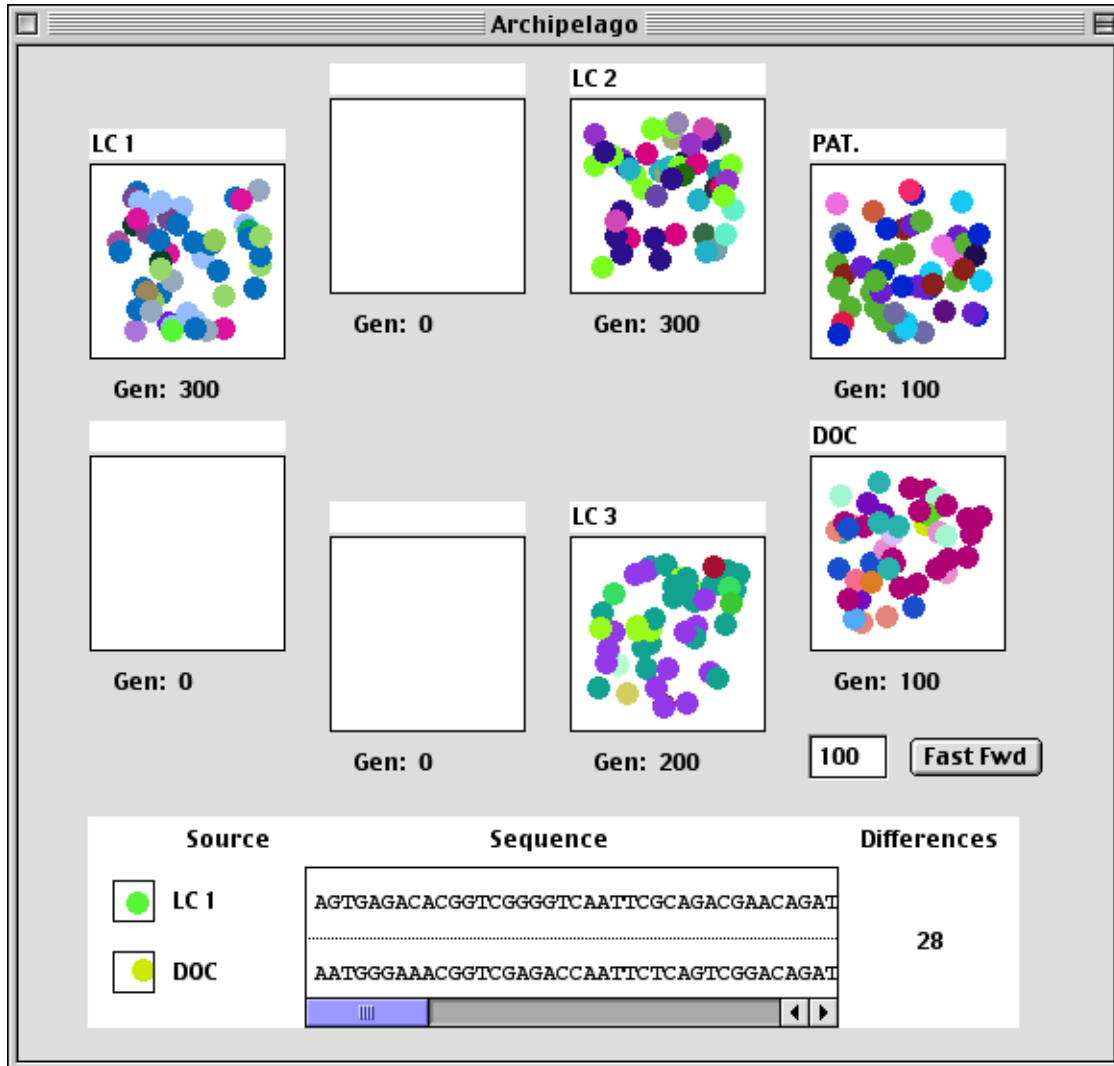 Archipelago
LC 1
Gen: 300
Gen: 0
LC 2
Gen: 300
PAT.
Gen: 100
Gen: 0
Gen: 0
LC 3
Gen: 200
DOC
Gen: 100
100
Fast Fwd
Source Sequence Differences
LC 1 AGTGAGACACGGTCGGGGTCAATTCGCAGACGAACAGAT
28
DOC AATGGGAAACGGTCGAGACCAATTCTCAGTCGGACAGAT